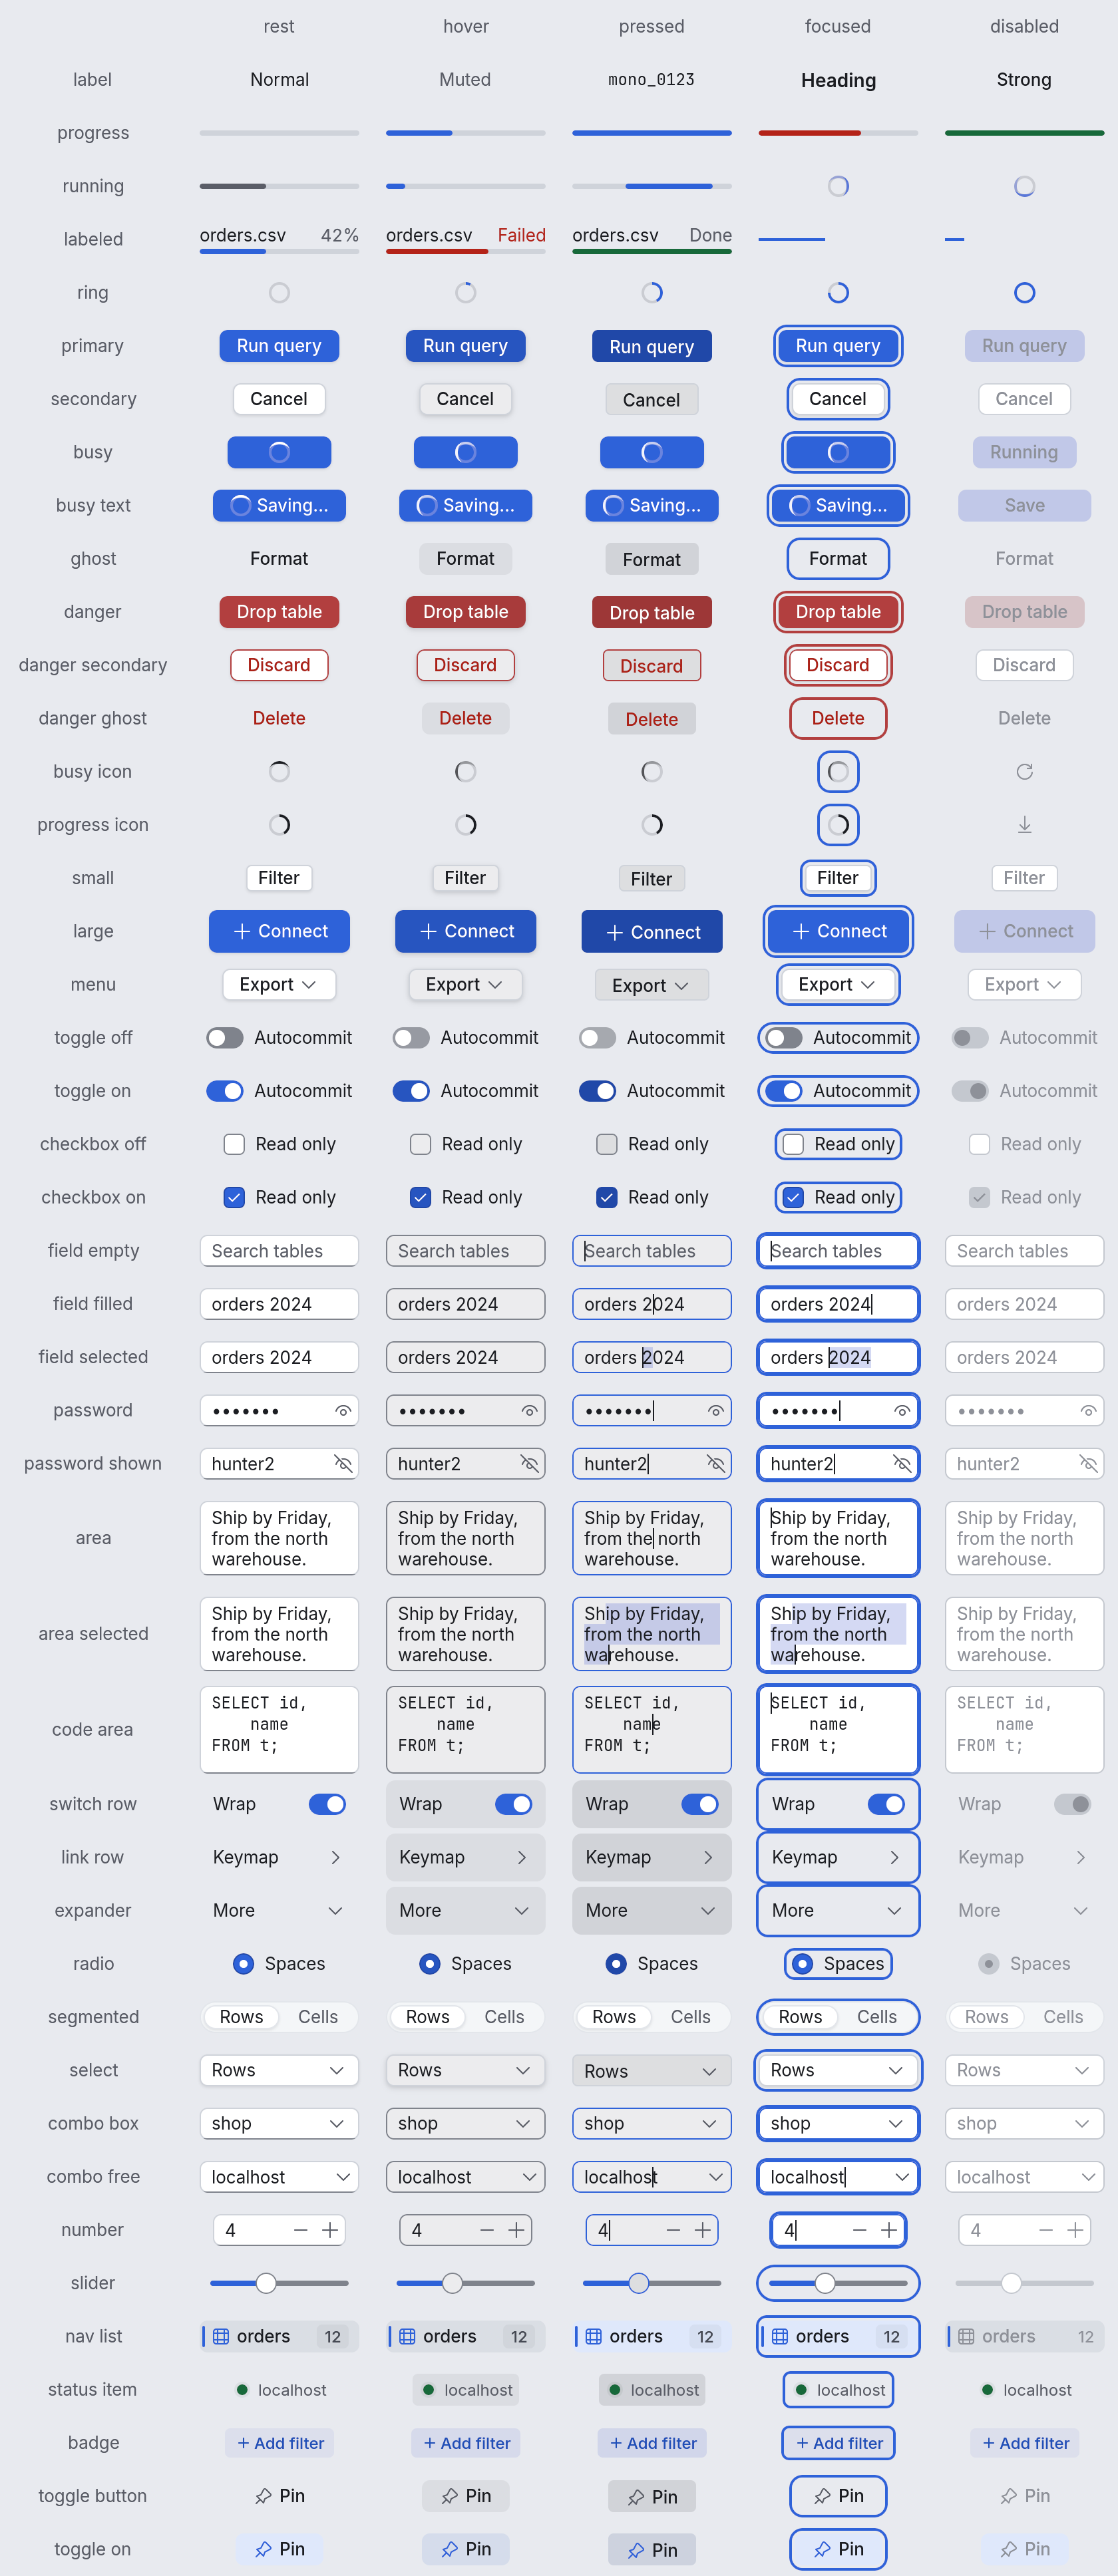 rest hover pressed focused disabled
label Normal Muted mono_0123 Heading Strong
progress
running
labeled orders.csv 42% orders.csv Failed orders.csv Done
ring
primary Run query Run query Run query Run query Run query
secondary Cancel Cancel Cancel Cancel Cancel
busy Running
busy text Saving... Saving... Saving... Saving... Save
ghost Format Format Format Format Format
danger Drop table Drop table Drop table Drop table Drop table
danger secondary Discard Discard Discard Discard Discard
danger ghost Delete Delete Delete Delete Delete
busy icon
progress icon
small Filter Filter Filter Filter Filter
large Connect Connect Connect Connect Connect
menu Export Export Export Export Export
toggle off Autocommit Autocommit Autocommit Autocommit Autocommit
toggle on Autocommit Autocommit Autocommit Autocommit Autocommit
checkbox off Read only Read only Read only Read only Read only
checkbox on Read only Read only Read only Read only Read only
field empty Search tables Search tables Search tables Search tables Search tables
field filled orders 2024 orders 2024 orders 2024 orders 2024 orders 2024
field selected orders 2024 orders 2024 orders 2024 orders 2024 orders 2024
password ••••••• ••••••• ••••••• ••••••• •••••••
password shown hunter2 hunter2 hunter2 hunter2 hunter2
Ship by Friday, Ship by Friday, Ship by Friday, Ship by Friday, Ship by Friday,
area from the north from the north from the north from the north from the north
warehouse. warehouse. warehouse. warehouse. warehouse.
Ship by Friday, Ship by Friday, Ship by Friday, Ship by Friday, Ship by Friday,
area selected from the north from the north from the north from the north from the north
warehouse. warehouse. warehouse. warehouse. warehouse.
SELECT id, SELECT id, SELECT id, SELECT id, SELECT id,
code area name name name name name
FROM t; FROM t; FROM t; FROM t; FROM t;
switch row Wrap Wrap Wrap Wrap Wrap
link row Keymap Keymap Keymap Keymap Keymap
expander More More More More More
radio Spaces Spaces Spaces Spaces Spaces
segmented Rows Cells Rows Cells Rows Cells Rows Cells Rows Cells
select Rows Rows Rows Rows Rows
combo box shop shop shop shop shop
combo free localhost localhost localhost localhost localhost
number 4 4 4 4 4
slider
nav list orders 12 orders 12 orders 12 orders 12 orders 12
status item localhost localhost localhost localhost localhost
badge + Add filter + Add filter + Add filter + Add filter + Add filter
toggle button Pin Pin Pin Pin Pin
toggle on Pin Pin Pin Pin Pin